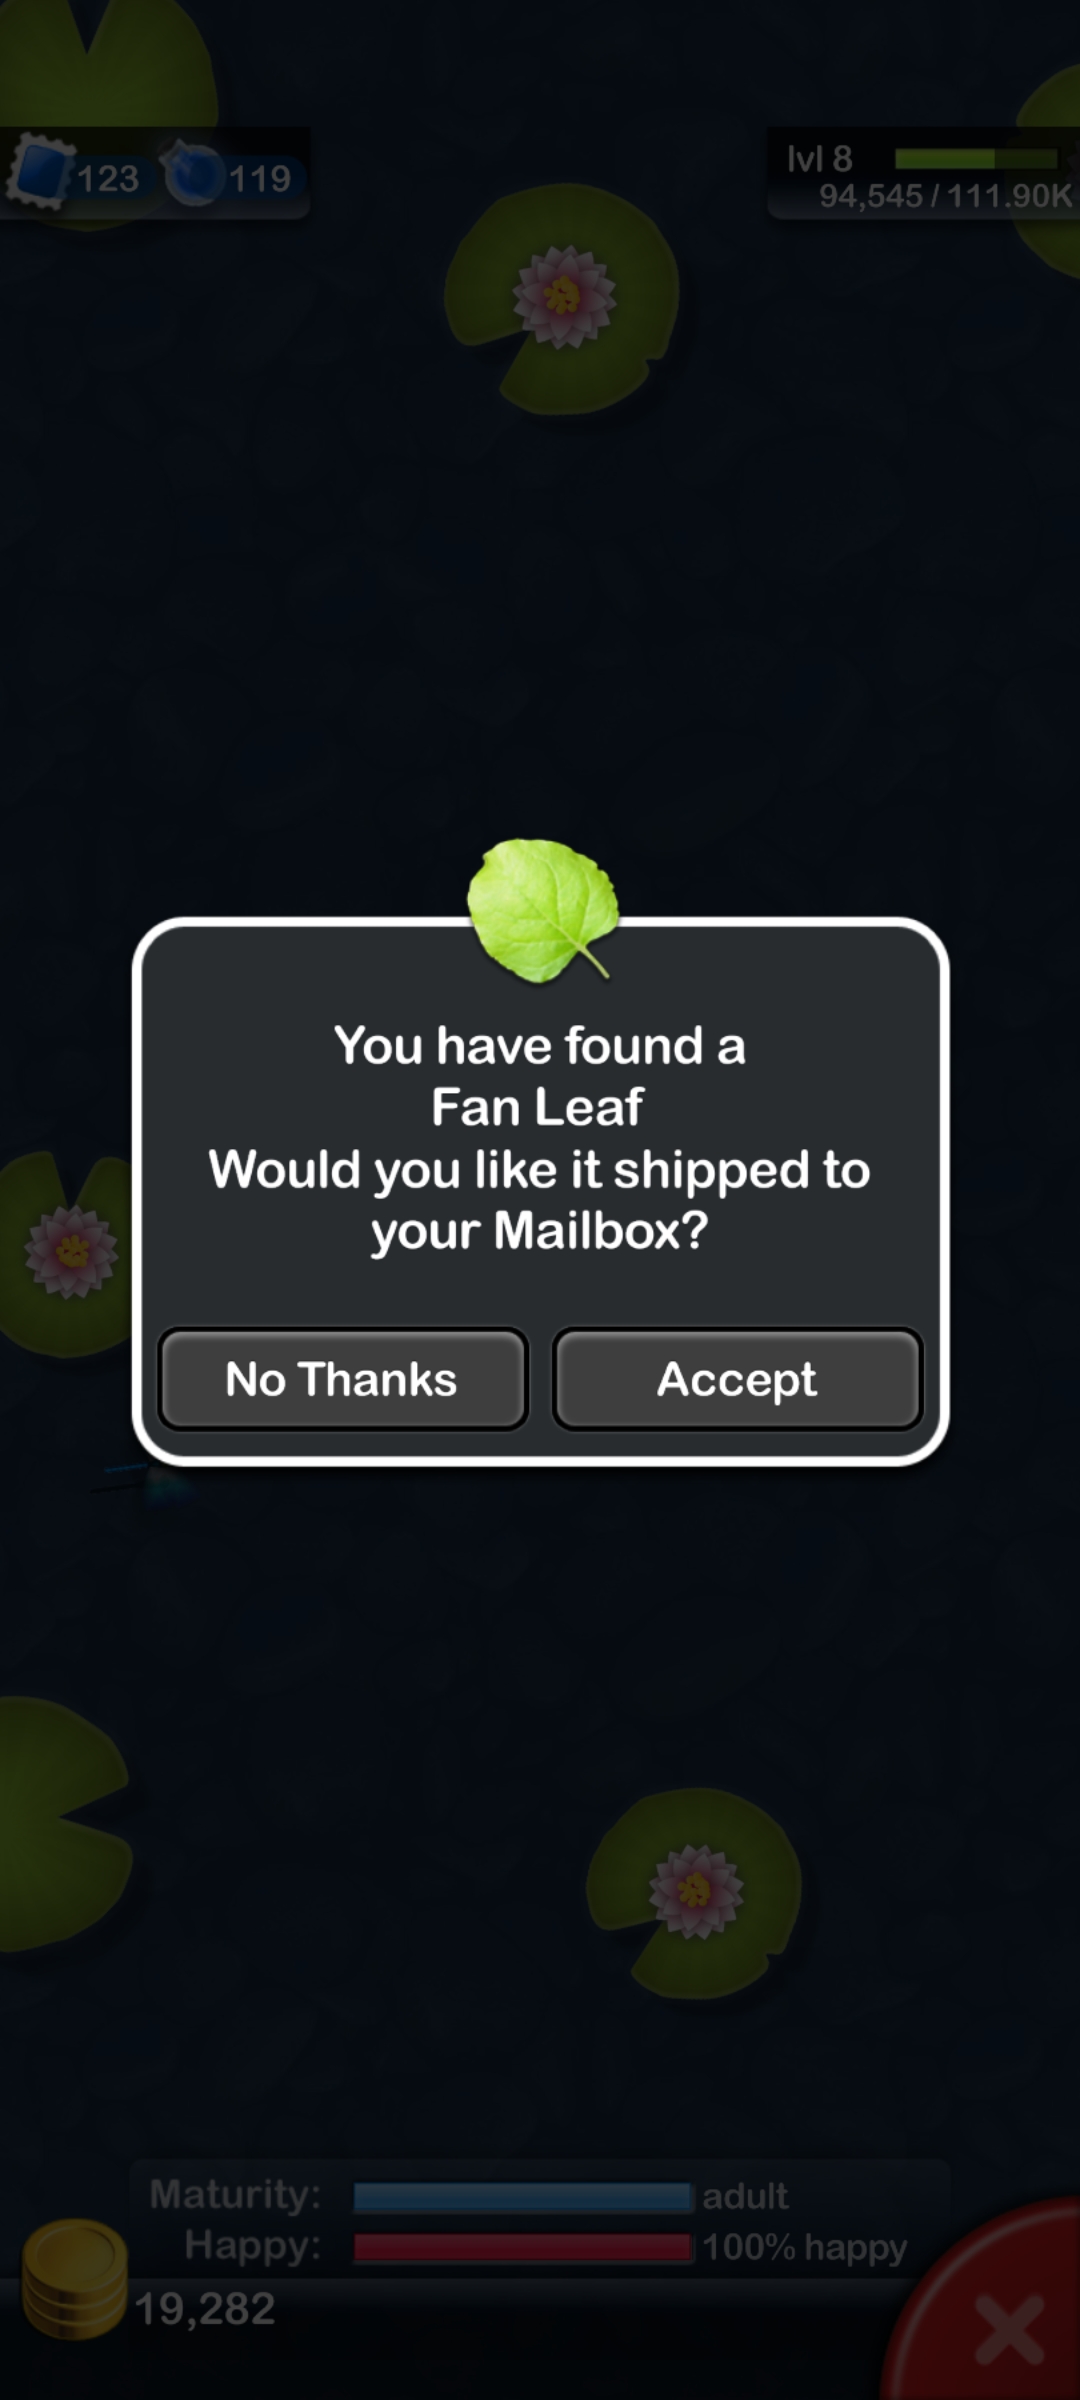 123
119
lvl 8
94,545 / 111.90K
You have found a
Fan Leaf
Would you like it shipped to
your Mailbox?
No Thanks
Accept
Maturity:
adult
Happy:
100% happy
19,282